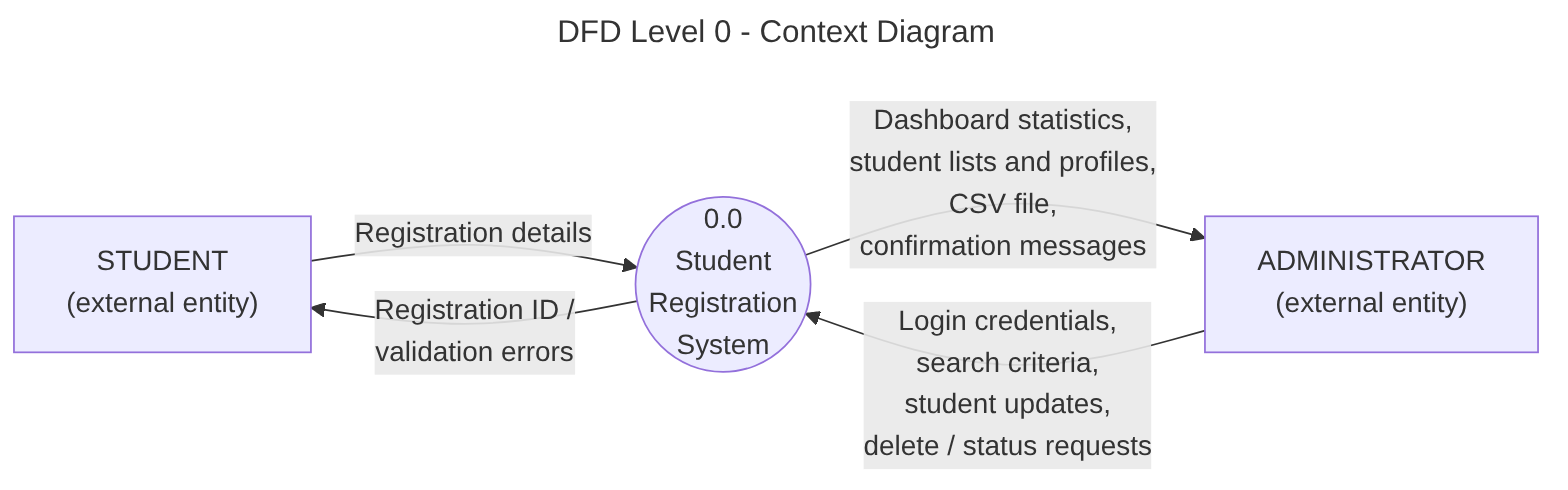 DFD Level 0 - Context Diagram
STUDENT
(external entity)
Registration details
Registration ID /
validation errors
0.0
Student
Registration
System
Dashboard statistics,
student lists and profiles,
CSV file,
confirmation messages
Login credentials,
search criteria,
student updates,
delete / status requests
ADMINISTRATOR
(external entity)